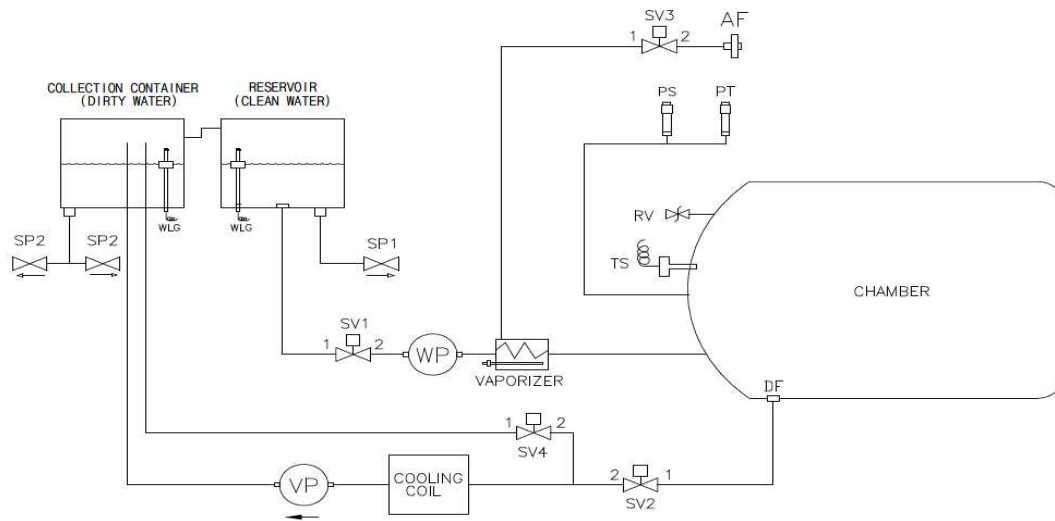 SV3
AF
1 2
PS PT
COLLECTION CONTAINER
(DIRTY WATER)
RESERVOIR
(CLEAN WATER)
WLG
WLG
RV
SP2
SP2
SP1
TS
CHAMBER
SV1
1 2
WP
VAPORIZER
DF
1 2
SV4
VP
COOLING
COIL
2 1
SV2